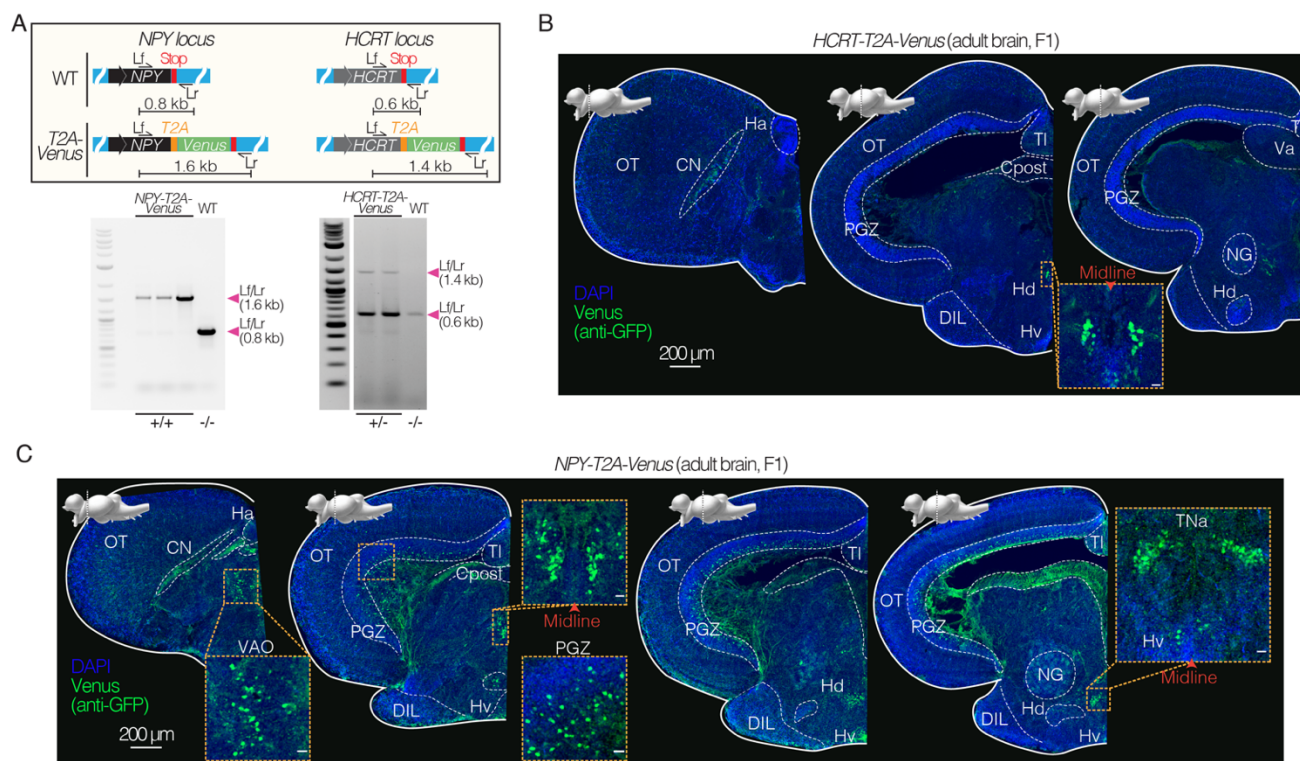 A
NPY locus
HCRT locus
WT
Lf
Stop
NPY
Lr
0.8 kb
Lf
Stop
HCRT
Lr
0.6 kb
T2A-
Venus
Lf
T2A
NPY
Venus
Lr
1.6 kb
Lf
T2A
HCRT
Venus
Lr
1.4 kb
NPY-T2A-
Venus
WT
Lf/Lr
(1.6 kb)
Lf/Lr
(0.8 kb)
+/+
-/-
HCRT-T2A-
Venus
WT
Lf/Lr
(1.4 kb)
Lf/Lr
(0.6 kb)
+/-
-/-
B
HCRT-T2A-Venus (adult brain, F1)
OT
CN
Ha
DAPI
Venus
(anti-GFP)
200 µm
OT
TI
Cpost
PGZ
Hd
DIL
Hv
Midline
OT
Va
PGZ
NG
Hd
C
NPY-T2A-Venus (adult brain, F1)
Ha
CN
OT
VAO
DAPI
Venus
(anti-GFP)
200 µm
OT
TI
Cpost
PGZ
DIL
Hv
Midline
PGZ
OT
TI
PGZ
Hd
DIL
Hv
OT
TI
PGZ
NG
Hd
DIL
Hv
TNa
Hv
Midline